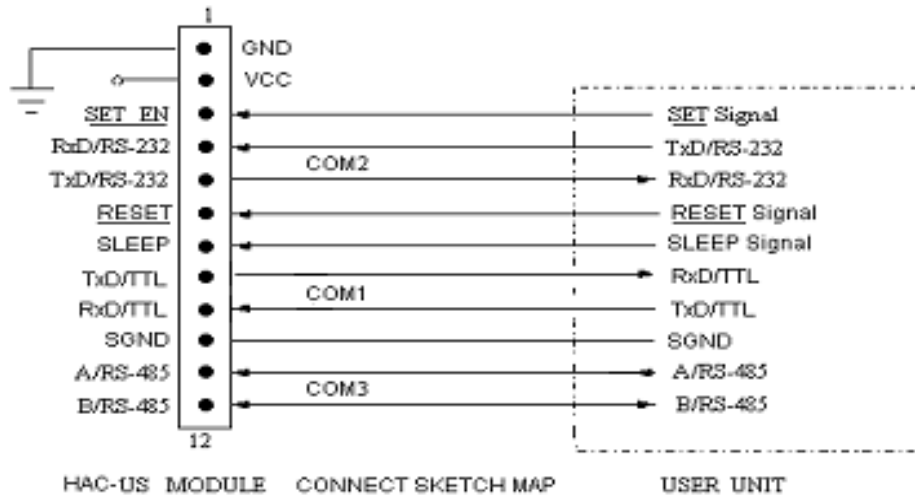 1
GND
VCC
SET EN SET Signal
RxD/RS-232 TxD/RS-232
COM2
TxD/RS-232 RxD/RS-232
RESET RESET Signal
SLEEP SLEEP Signal
TxD/TTL RxD/TTL
COM1
RxD/TTL TxD/TTL
SGND SGND
A/RS-485 A/RS-485
COM3
B/RS-485 B/RS-485
12
HAC-US MODULE CONNECT SKETCH MAP USER UNIT